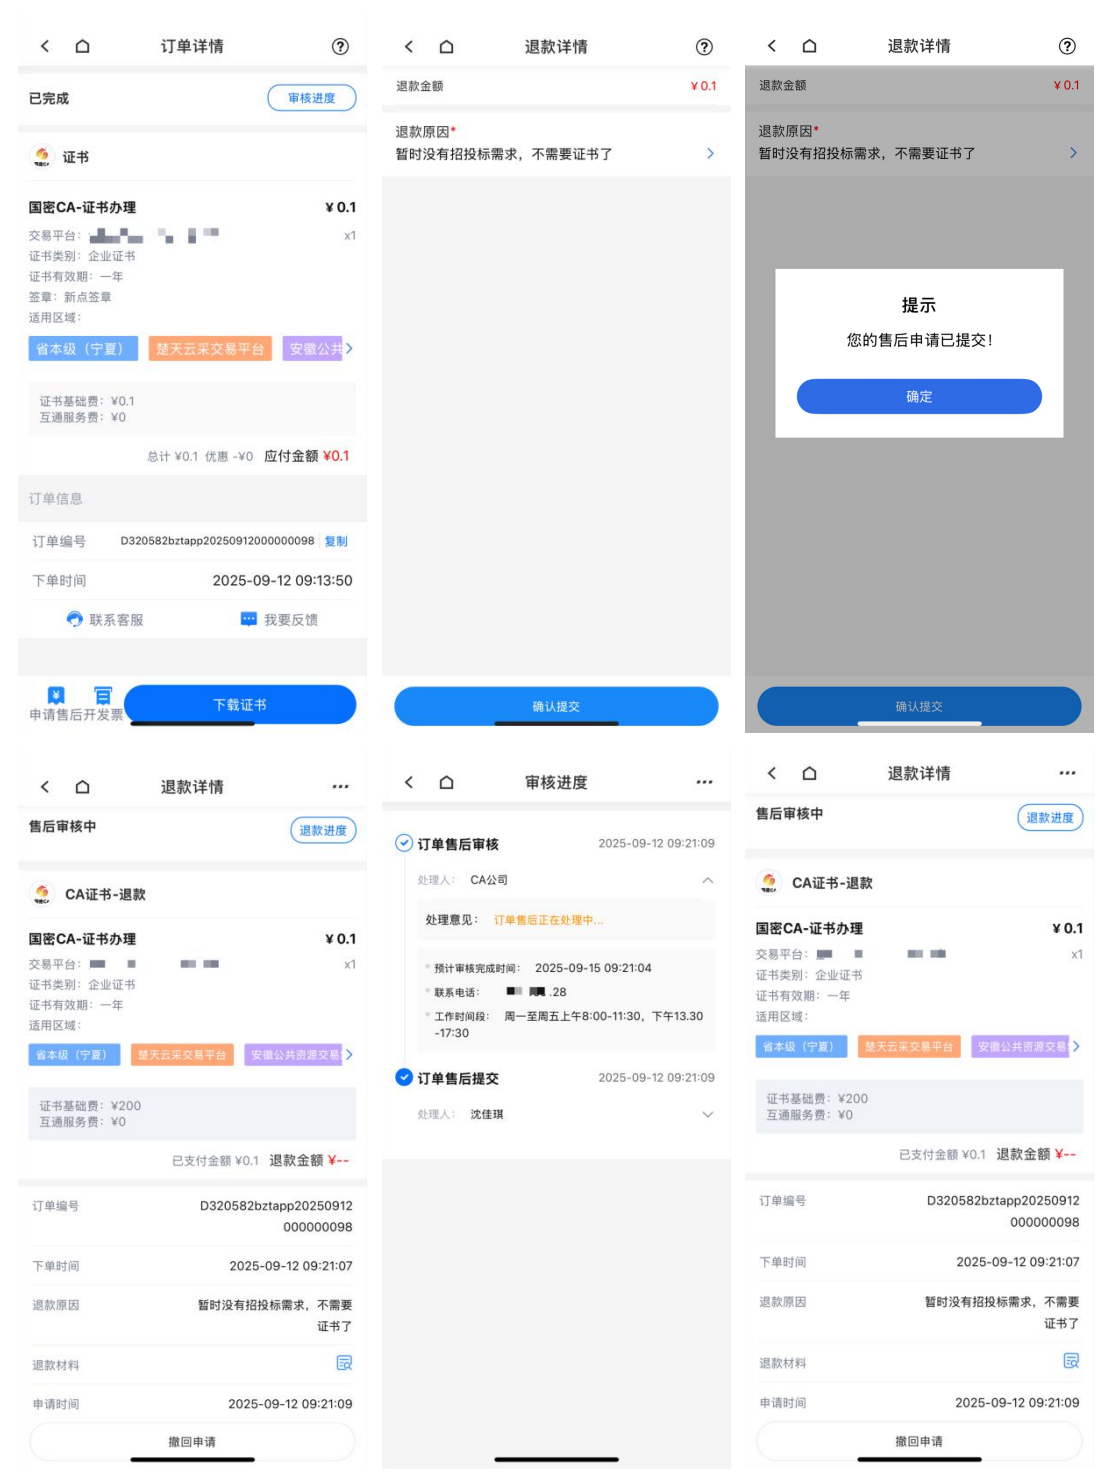 订单详情
已完成
审核进度
证书
国密CA-证书办理
¥ 0.1
交易平台：
x1
证书类别：企业证书
证书有效期：一年
签章：新点签章
适用区域：
省本级（宁夏）
楚天云采交易平台
安徽公共
证书基础费：¥0.1
互通服务费：¥0
总计 ¥0.1 优惠 -¥0 应付金额 ¥0.1
订单信息
订单编号
D320582bztapp20250912000000098
复制
下单时间
2025-09-12 09:13:50
联系客服
我要反馈
申请售后
开发票
下载证书
退款详情
退款金额
¥ 0.1
退款原因*
暂时没有招投标需求，不需要证书了
确认提交
退款详情
退款金额
¥ 0.1
退款原因*
暂时没有招投标需求，不需要证书了
提示
您的售后申请已提交！
确定
确认提交
退款详情
售后审核中
退款进度
CA证书-退款
国密CA-证书办理
¥ 0.1
交易平台：
x1
证书类别：企业证书
证书有效期：一年
适用区域：
省本级（宁夏）
楚天云采交易平台
安徽公共资源交易
证书基础费：¥200
互通服务费：¥0
已支付金额 ¥0.1 退款金额 ¥--
订单编号
D320582bztapp20250912
000000098
下单时间
2025-09-12 09:21:07
退款原因
暂时没有招投标需求，不需要
证书了
退款材料
申请时间
2025-09-12 09:21:09
撤回申请
审核进度
订单售后审核
2025-09-12 09:21:09
处理人：CA公司
处理意见：订单售后正在处理中...
预计审核完成时间：2025-09-15 09:21:04
联系电话：
.28
工作时间段：周一至周五上午8:00-11:30，下午13.30
-17:30
订单售后提交
2025-09-12 09:21:09
处理人：沈佳琪
退款详情
售后审核中
退款进度
CA证书-退款
国密CA-证书办理
¥ 0.1
交易平台：
x1
证书类别：企业证书
证书有效期：一年
适用区域：
省本级（宁夏）
楚天云采交易平台
安徽公共资源交易
证书基础费：¥200
互通服务费：¥0
已支付金额 ¥0.1 退款金额 ¥--
订单编号
D320582bztapp20250912
000000098
下单时间
2025-09-12 09:21:07
退款原因
暂时没有招投标需求，不需要
证书了
退款材料
申请时间
2025-09-12 09:21:09
撤回申请